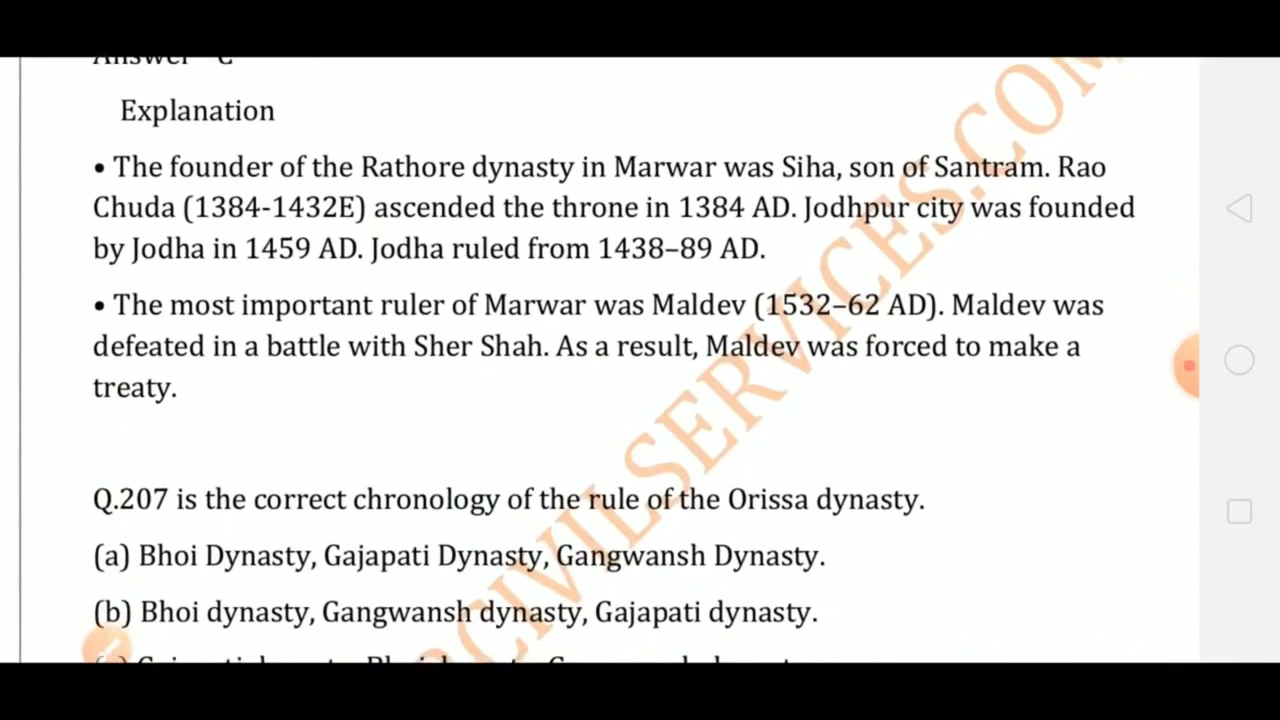 Answer C
Explanation
• The founder of the Rathore dynasty in Marwar was Siha, son of Santram. Rao
Chuda (1384-1432E) ascended the throne in 1384 AD. Jodhpur city was founded
by Jodha in 1459 AD. Jodha ruled from 1438–89 AD.
• The most important ruler of Marwar was Maldev (1532–62 AD). Maldev was
defeated in a battle with Sher Shah. As a result, Maldev was forced to make a
treaty.
Q.207 is the correct chronology of the rule of the Orissa dynasty.
(a) Bhoi Dynasty, Gajapati Dynasty, Gangwansh Dynasty.
(b) Bhoi dynasty, Gangwansh dynasty, Gajapati dynasty.
CIVILSERVICES.COM